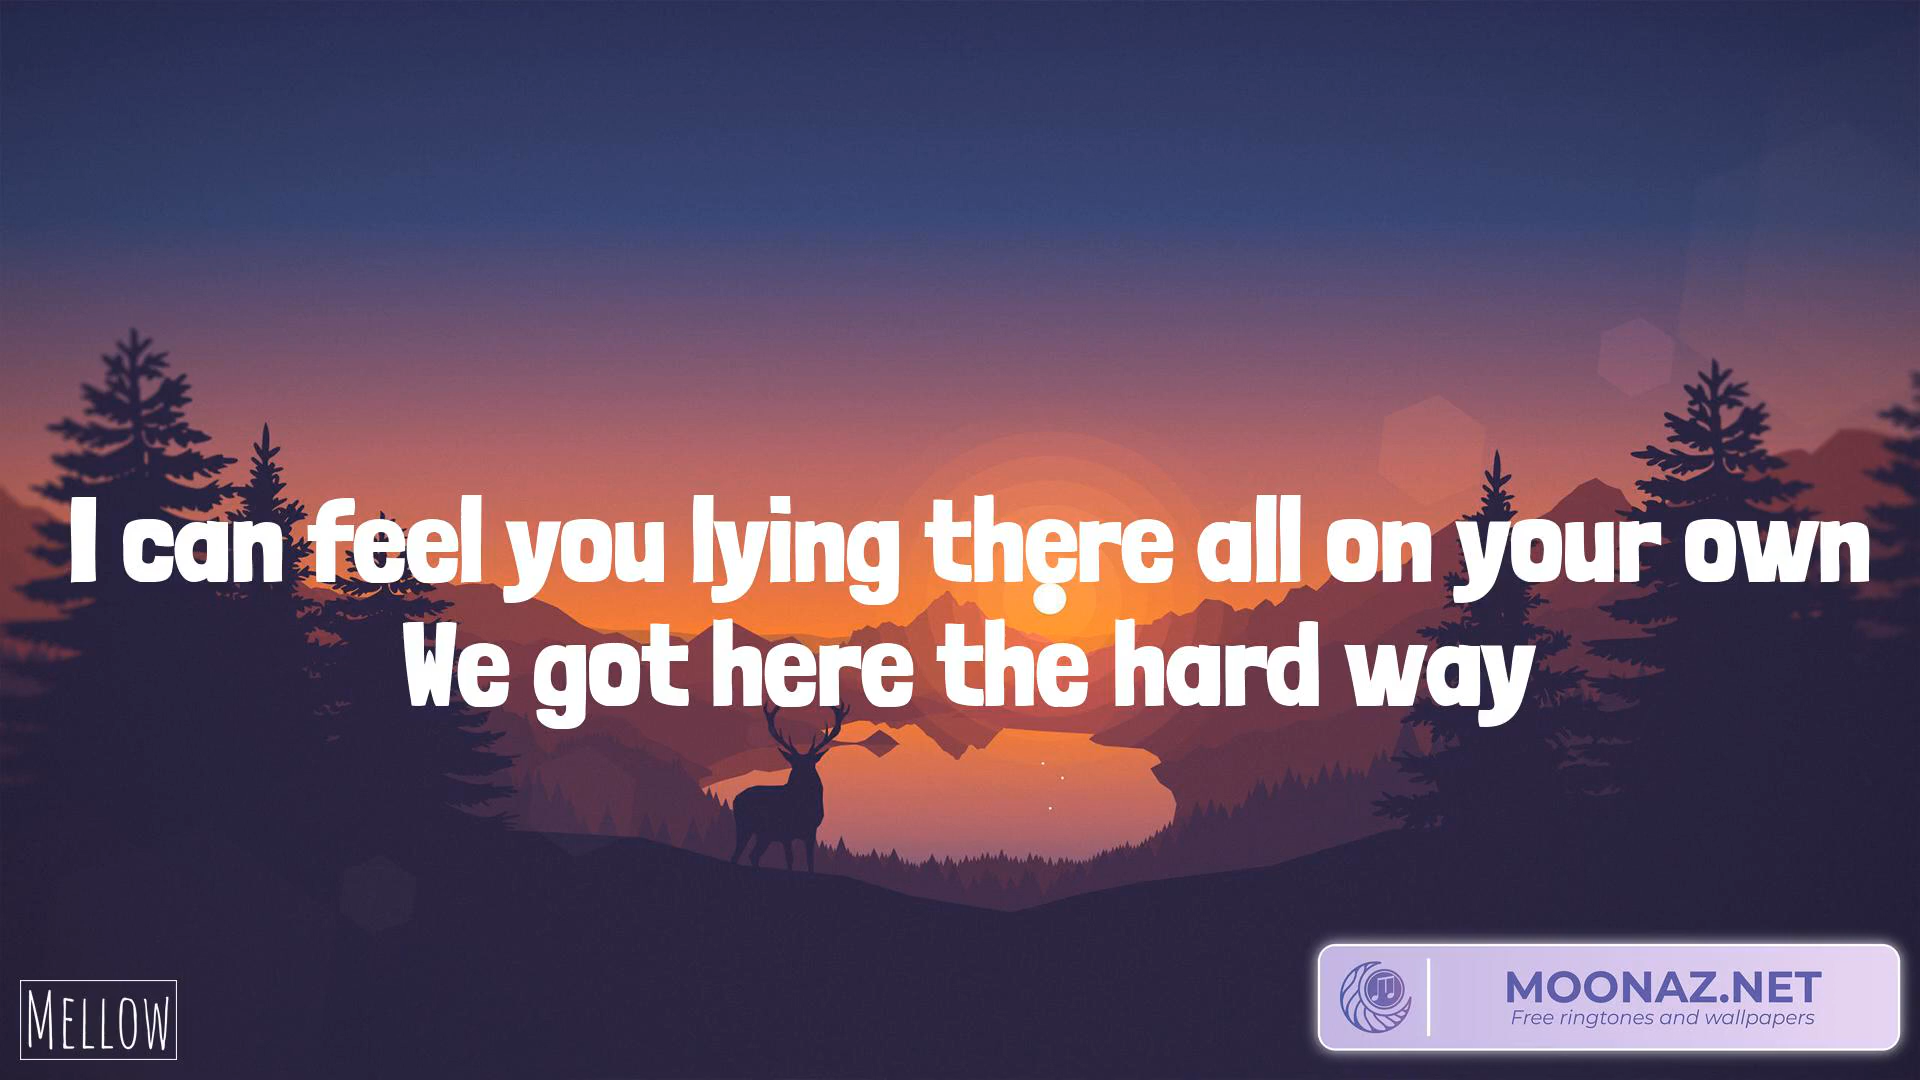 I can feel you lying there all on your own
We got here the hard way
MELLOW
MOONAZ.NET
Free ringtones and wallpapers